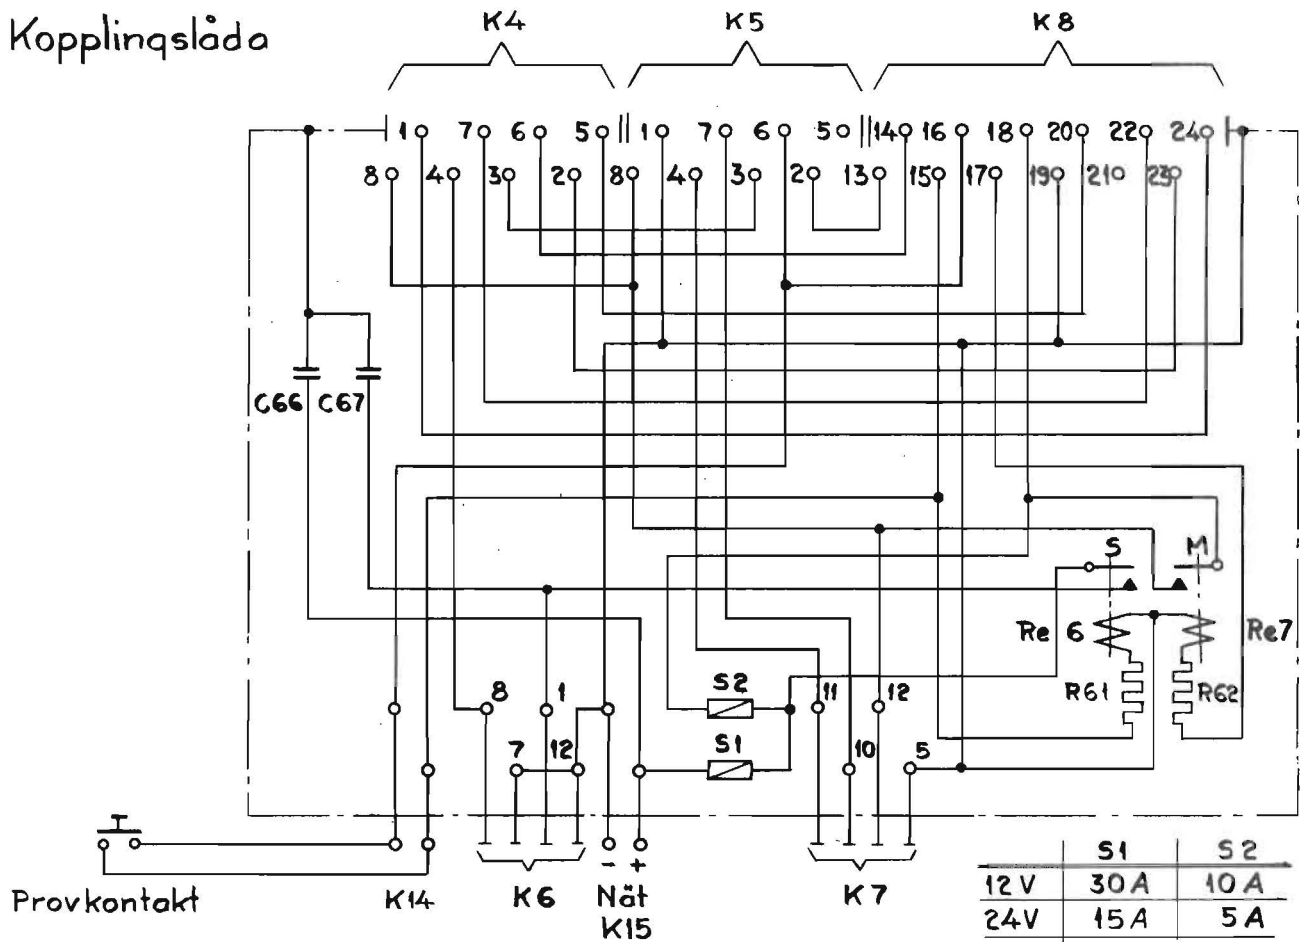 Kopplingslåda
K4 K5 K8
1 7 6 5 1 7 6 5 14 16 18 20 22 24
8 4 3 2 8 4 3 2 13 15 17 19 21 23
C66 C67
S M
Re 6 Re7
R61 R62
8 1 S2 11 12
7 12 S1 10 5
- +
Provkontakt K14 K6 Nät K7
K15
S1 S2
12V 30A 10A
24V 15A 5A